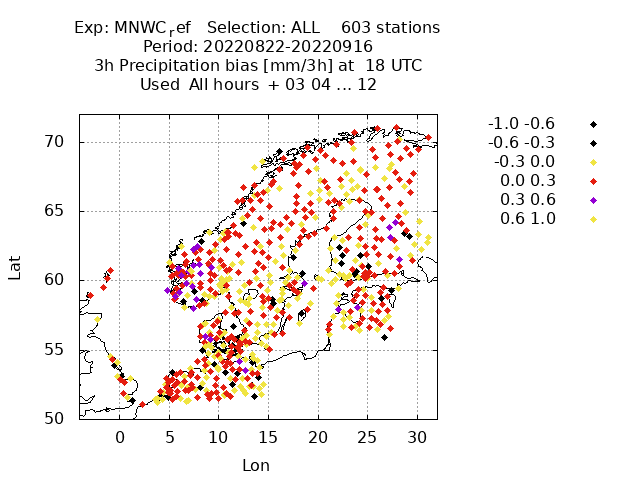 Exp: MNWC_ref Selection: ALL 603 stations
Period: 20220822-20220916
3h Precipitation bias [mm/3h] at 18 UTC
Used All hours + 03 04 ... 12
-1.0 -0.6
-0.6 -0.3
-0.3 0.0
0.0 0.3
0.3 0.6
0.6 1.0
70
65
60
55
50
Lat
0 5 10 15 20 25 30
Lon